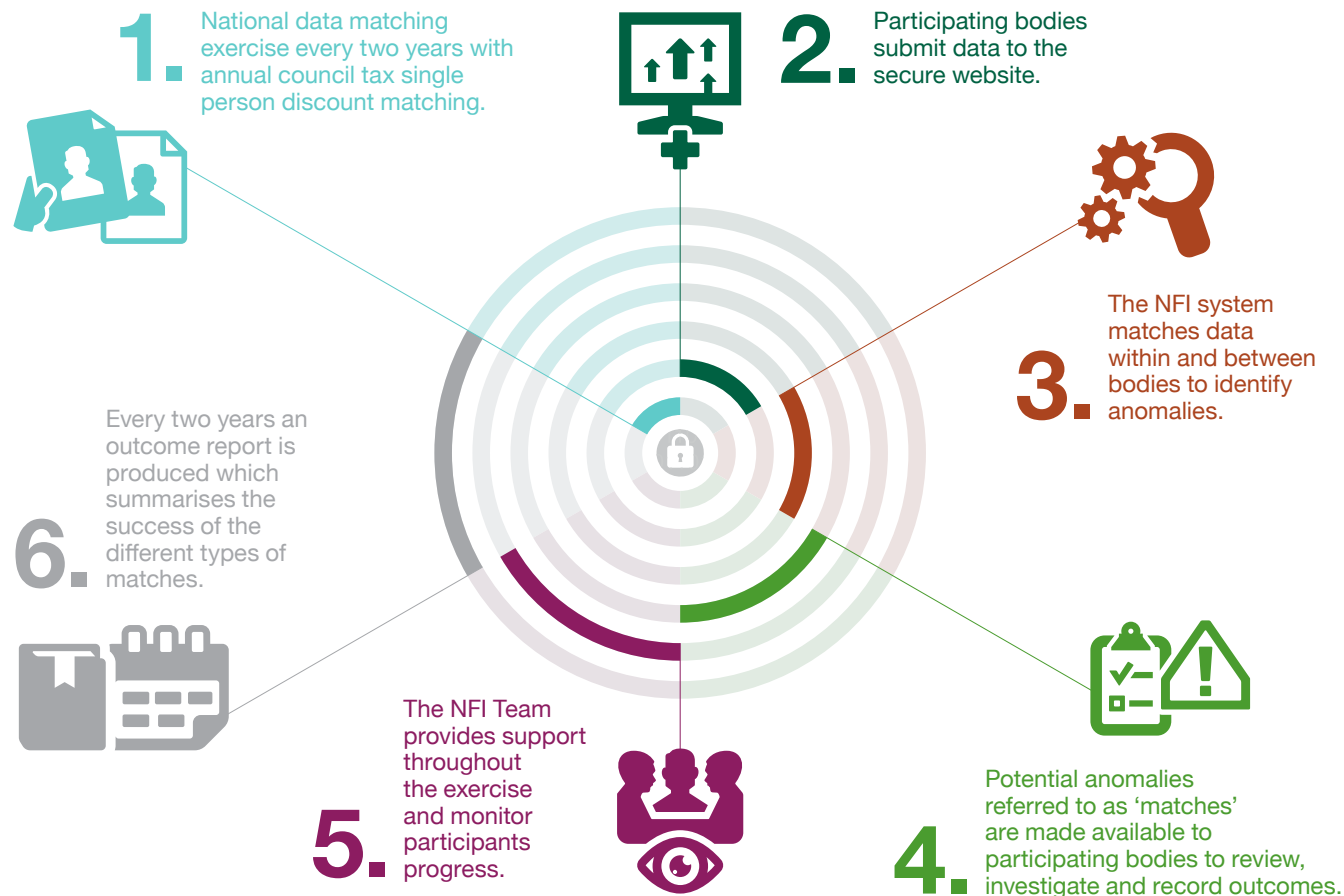 1.
National data matching
exercise every two years with
annual council tax single
person discount matching.
2.
Participating bodies
submit data to the
secure website.
3.
The NFI system
matches data
within and between
bodies to identify
anomalies.
4.
Potential anomalies
referred to as ‘matches’
are made available to
participating bodies to review,
investigate and record outcomes.
5.
The NFI Team
provides support
throughout
the exercise
and monitor
participants
progress.
6.
Every two years an
outcome report is
produced which
summarises the
success of the
different types of
matches.